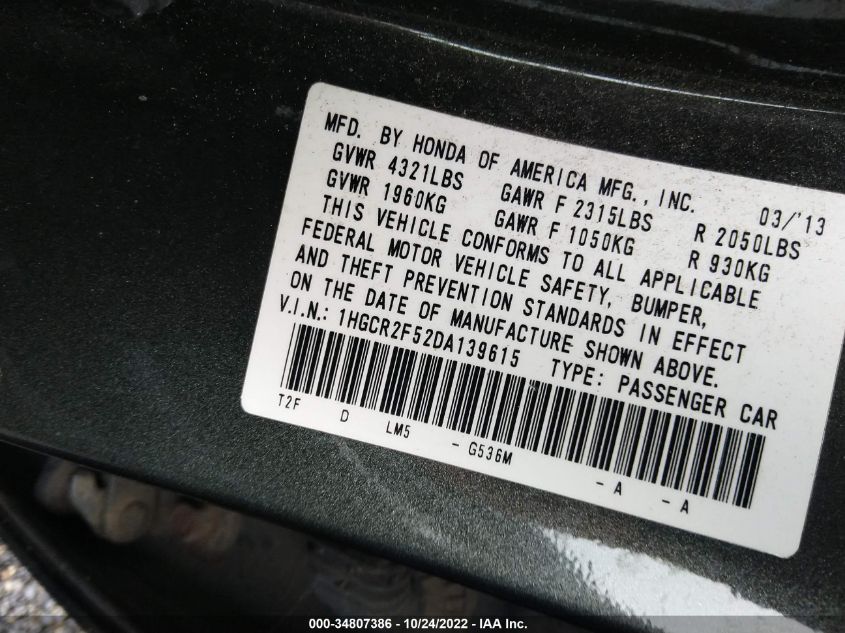 MFD. BY HONDA OF AMERICA MFG., INC. 03/'13
GVWR 4321LBS GAWR F 2315LBS R 2050LBS
GVWR 1960KG GAWR F 1050KG R 930KG
THIS VEHICLE CONFORMS TO ALL APPLICABLE
FEDERAL MOTOR VEHICLE SAFETY, BUMPER,
AND THEFT PREVENTION STANDARDS IN EFFECT
ON THE DATE OF MANUFACTURE SHOWN ABOVE.
V.I.N.: 1HGCR2F52DA139615 TYPE: PASSENGER CAR
T2F D LM5 - G536M - A - A
000-34807386 - 10/24/2022 - IAA Inc.